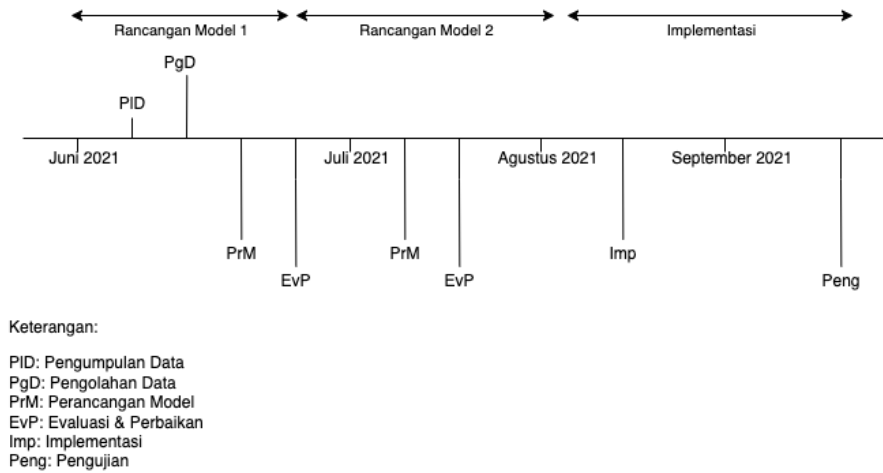 Rancangan Model 1
Rancangan Model 2
Implementasi
PgD
PlD
Juni 2021
Juli 2021
Agustus 2021
September 2021
PrM
PrM
Imp
EvP
EvP
Peng
Keterangan:
PlD: Pengumpulan Data
PgD: Pengolahan Data
PrM: Perancangan Model
EvP: Evaluasi & Perbaikan
Imp: Implementasi
Peng: Pengujian